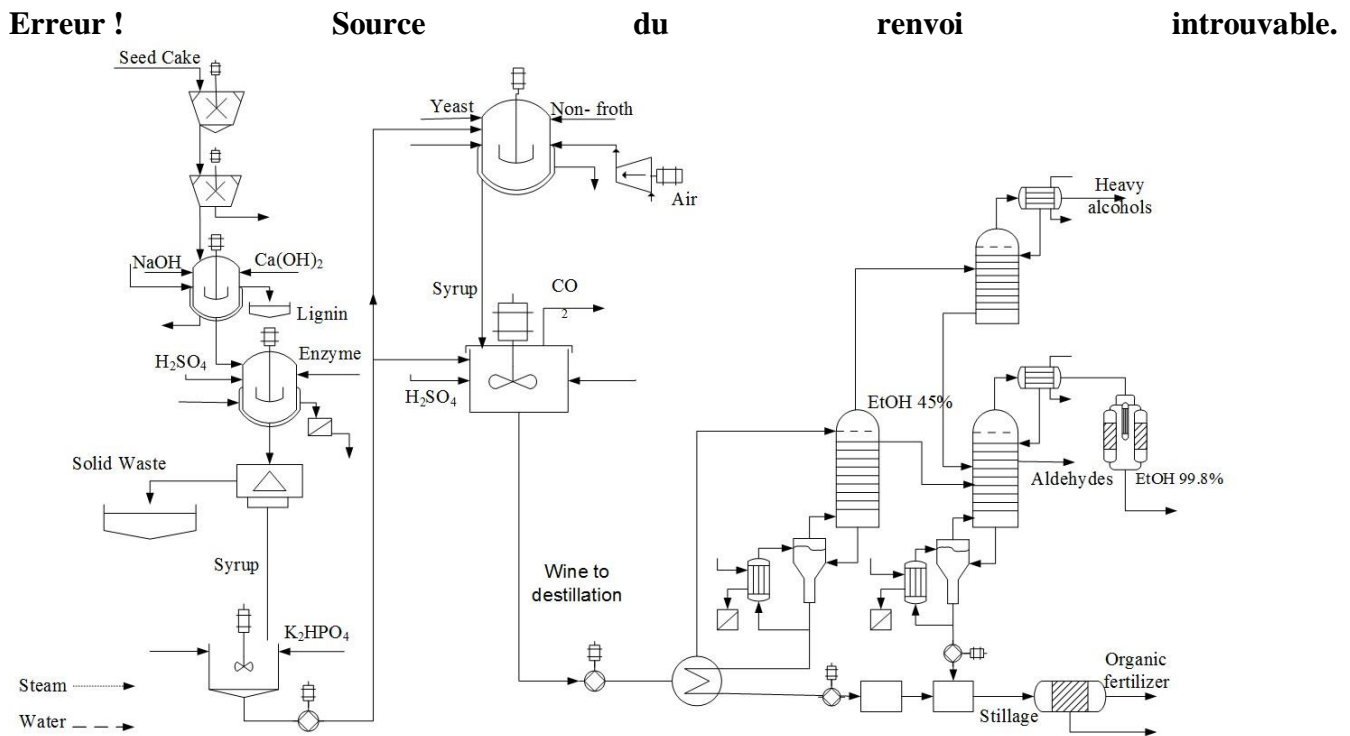 Erreur ! Source du renvoi introuvable.
Seed Cake
Yeast
Non- froth
Air
Heavy
alcohols
NaOH
Ca(OH)2
Lignin
Syrup
CO
2
H2SO4
Enzyme
H2SO4
EtOH 45%
Solid Waste
Aldehydes
EtOH 99.8%
Syrup
Wine to
destillation
K2HPO4
Organic
fertilizer
Steam
Stillage
Water